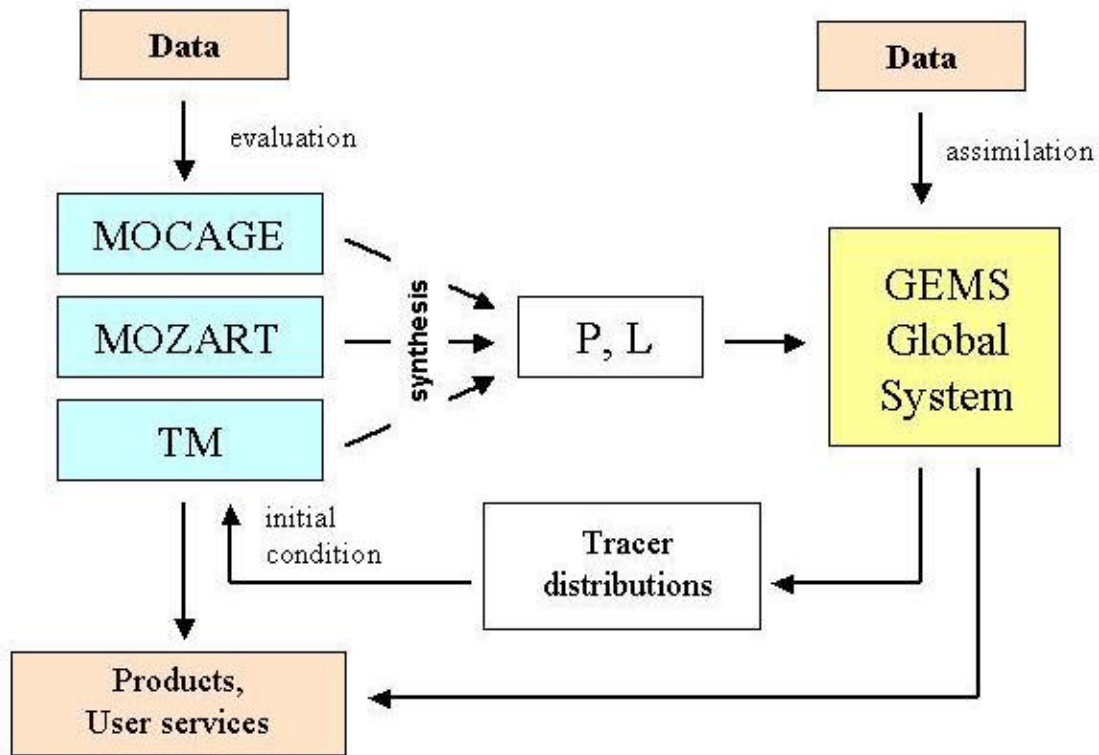 Data
Data
evaluation
assimilation
MOCAGE
MOZART
TM
synthesis
P, L
GEMS
Global
System
initial
condition
Tracer
distributions
Products,
User services